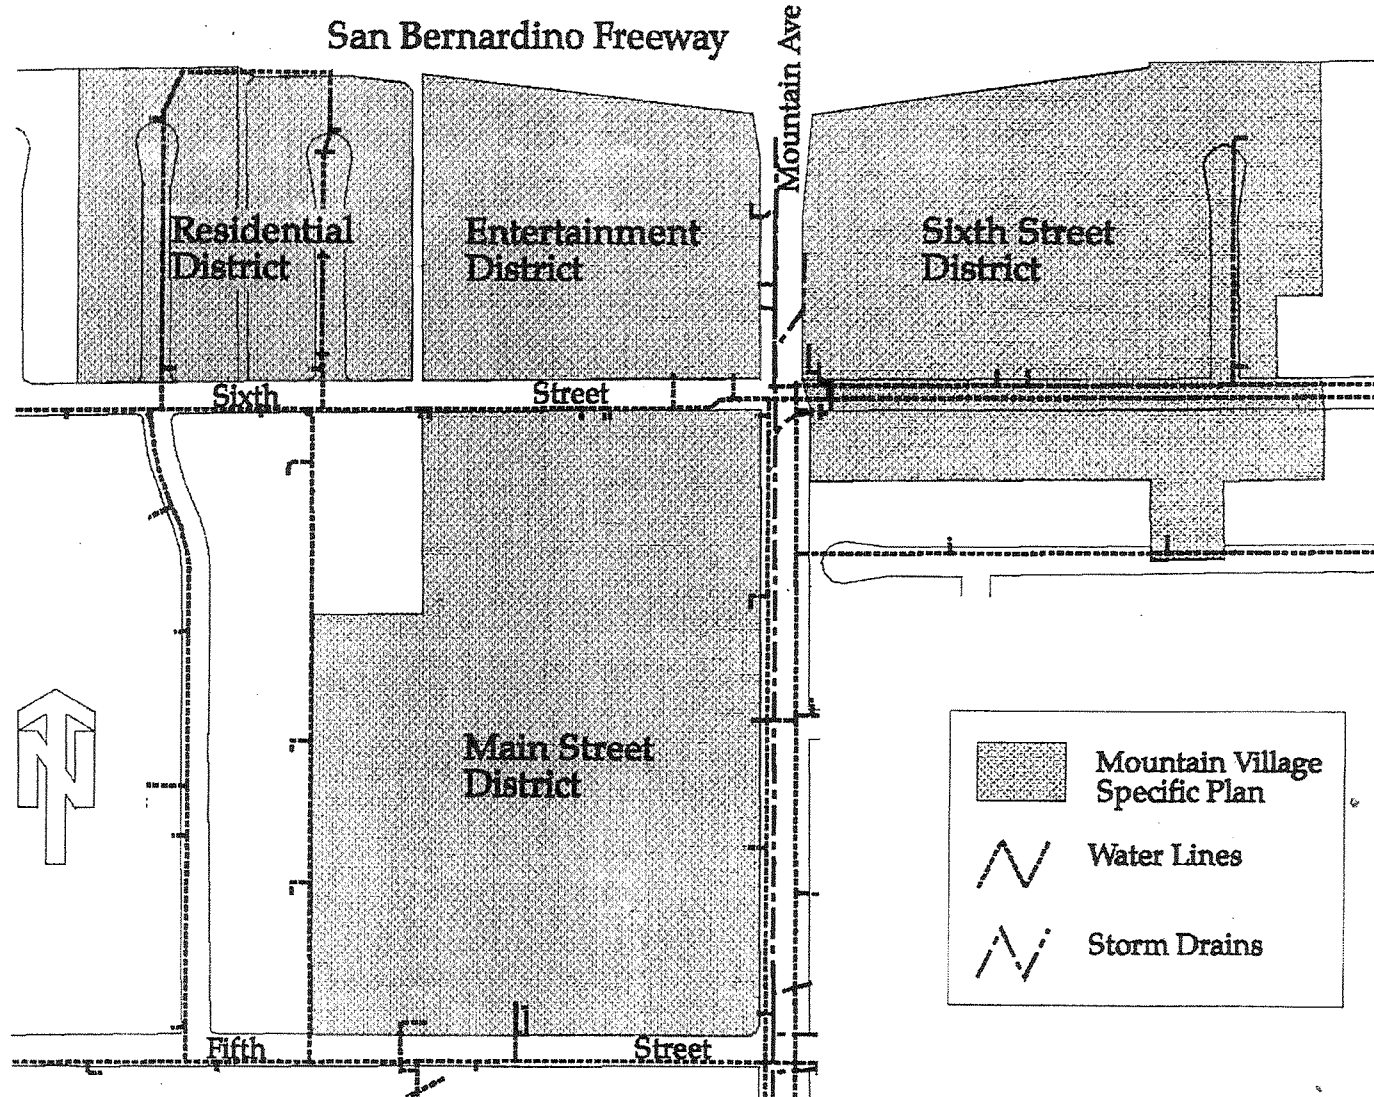 San Bernardino Freeway
Mountain Ave
Residential
District
Entertainment
District
Sixth Street
District
Sixth Street
Main Street
District
Mountain Village
Specific Plan
Water Lines
Storm Drains
Fifth Street
N